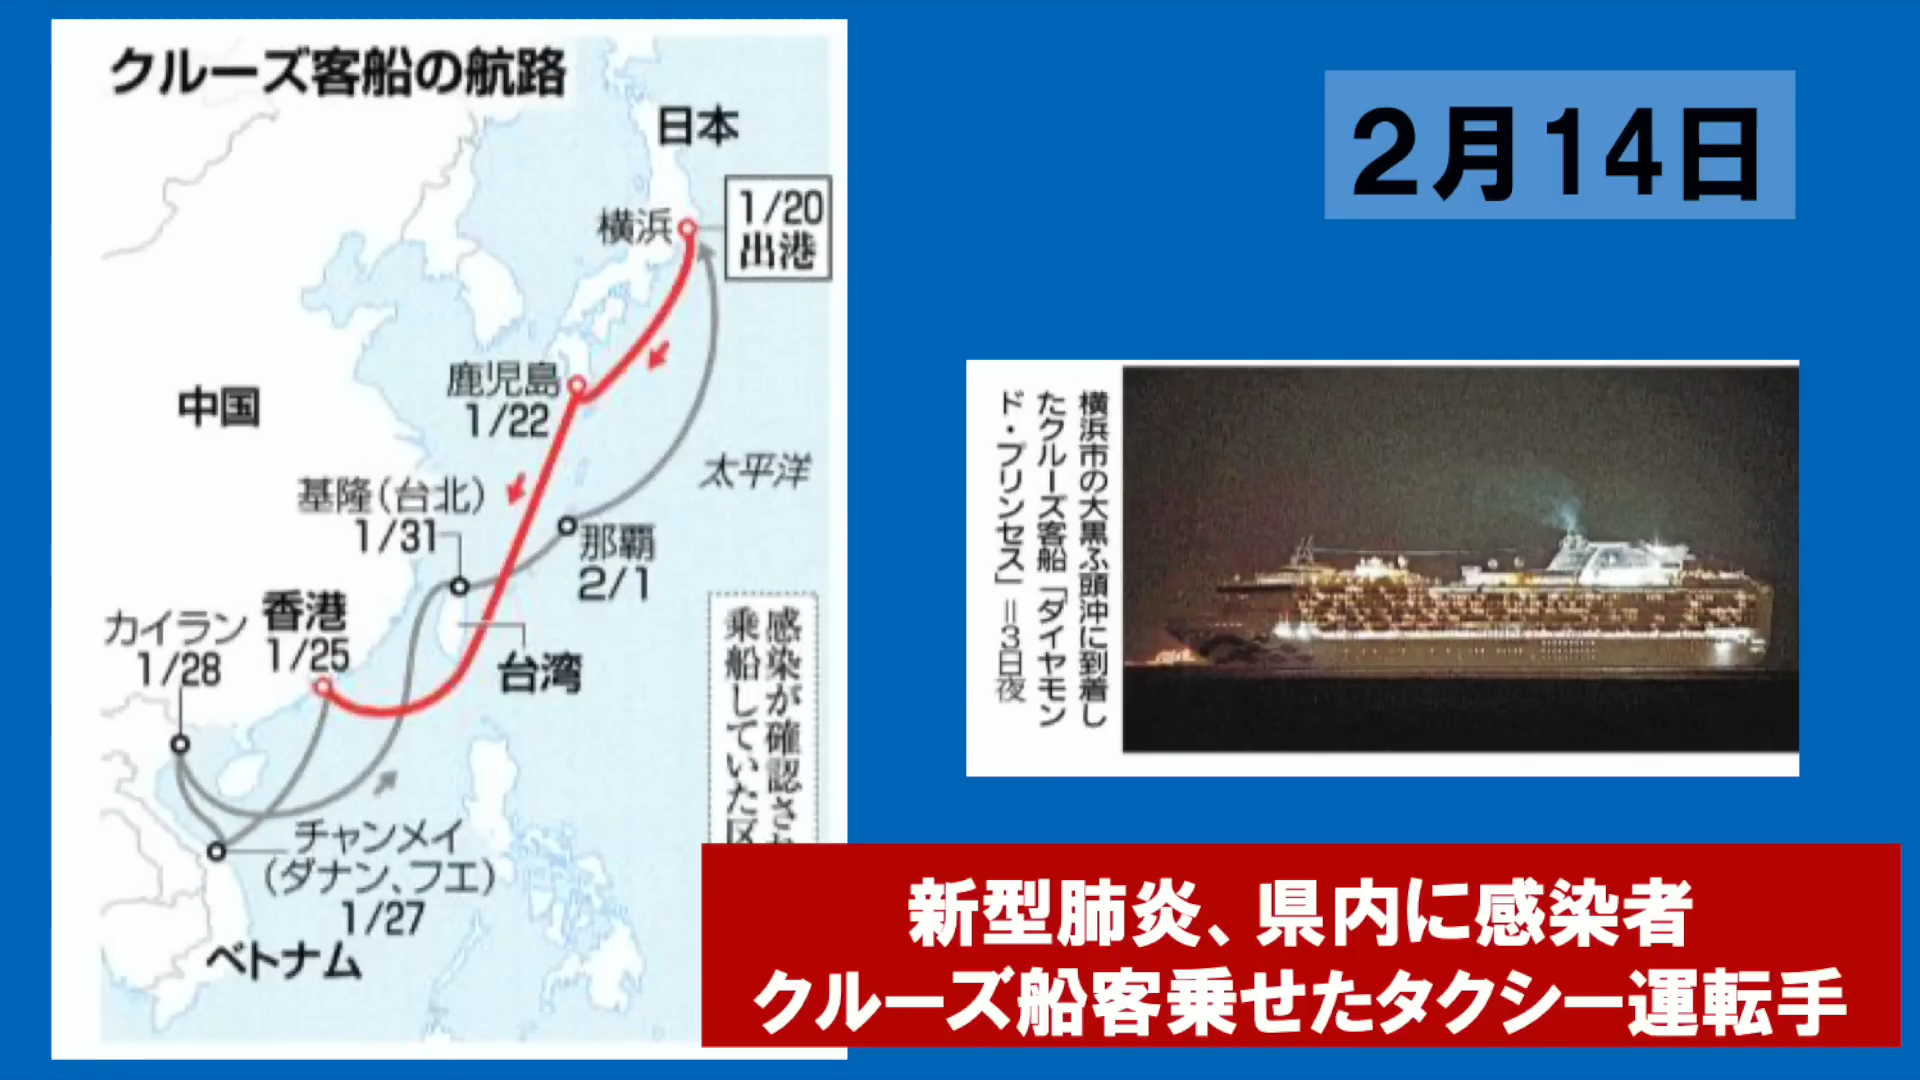 クルーズ客船の航路
日本
横浜
1/20
出港
鹿児島
1/22
中国
太平洋
基隆（台北）
1/31
那覇
2/1
カイラン
1/28
香港
1/25
台湾
感染が確認さ
乗船していた区
チャンメイ
（ダナン、フエ）
1/27
ベトナム
2月14日
横浜市の大黒ふ頭沖に到着し
たクルーズ客船「ダイヤモン
ド・プリンセス」＝3日夜
新型肺炎、県内に感染者
クルーズ船客乗せたタクシー運転手